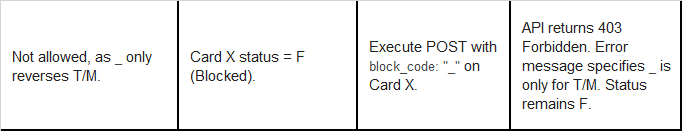 Not allowed, as _ only
reverses T/M.
Card X status = F
(Blocked).
Execute POST with
block_code: "_" on
Card X.
API returns 403
Forbidden. Error
message specifies _ is
only for T/M. Status
remains F.